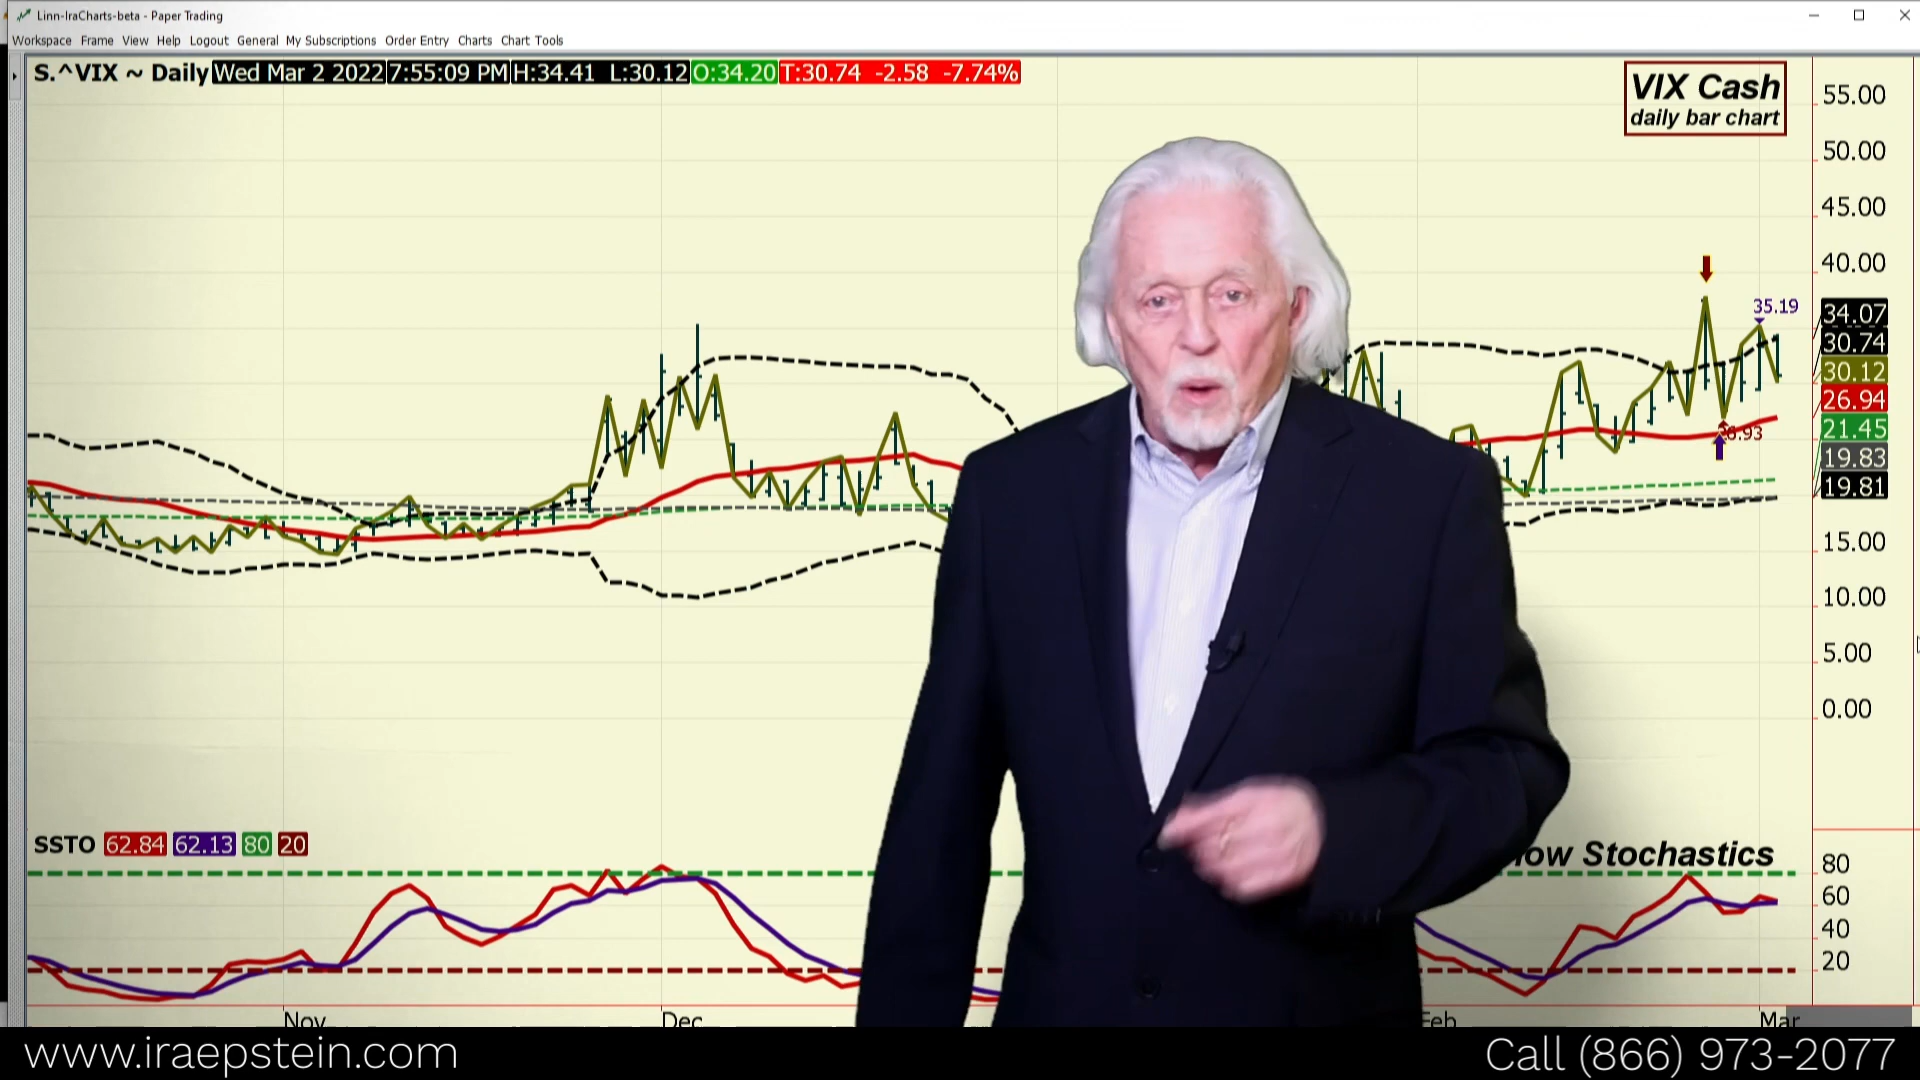 Linn-IraCharts-beta - Paper Trading
Workspace Frame View Help Logout General My Subscriptions Order Entry Charts Chart Tools
S.^VIX ~ Daily Wed Mar 2 2022 7:55:09 PM H:34.41 L:30.12 O:34.20 T:30.74 -2.58 -7.74%
VIX Cash
daily bar chart
55.00
50.00
45.00
40.00
35.19
34.07
30.74
30.12
26.94
21.45
6.93
19.83
19.81
15.00
10.00
5.00
0.00
SSTO 62.84 62.13 80 20
Stochastics
80
60
40
20
Nov Dec Feb Mar
www.iraepstein.com Call (866) 973-2077